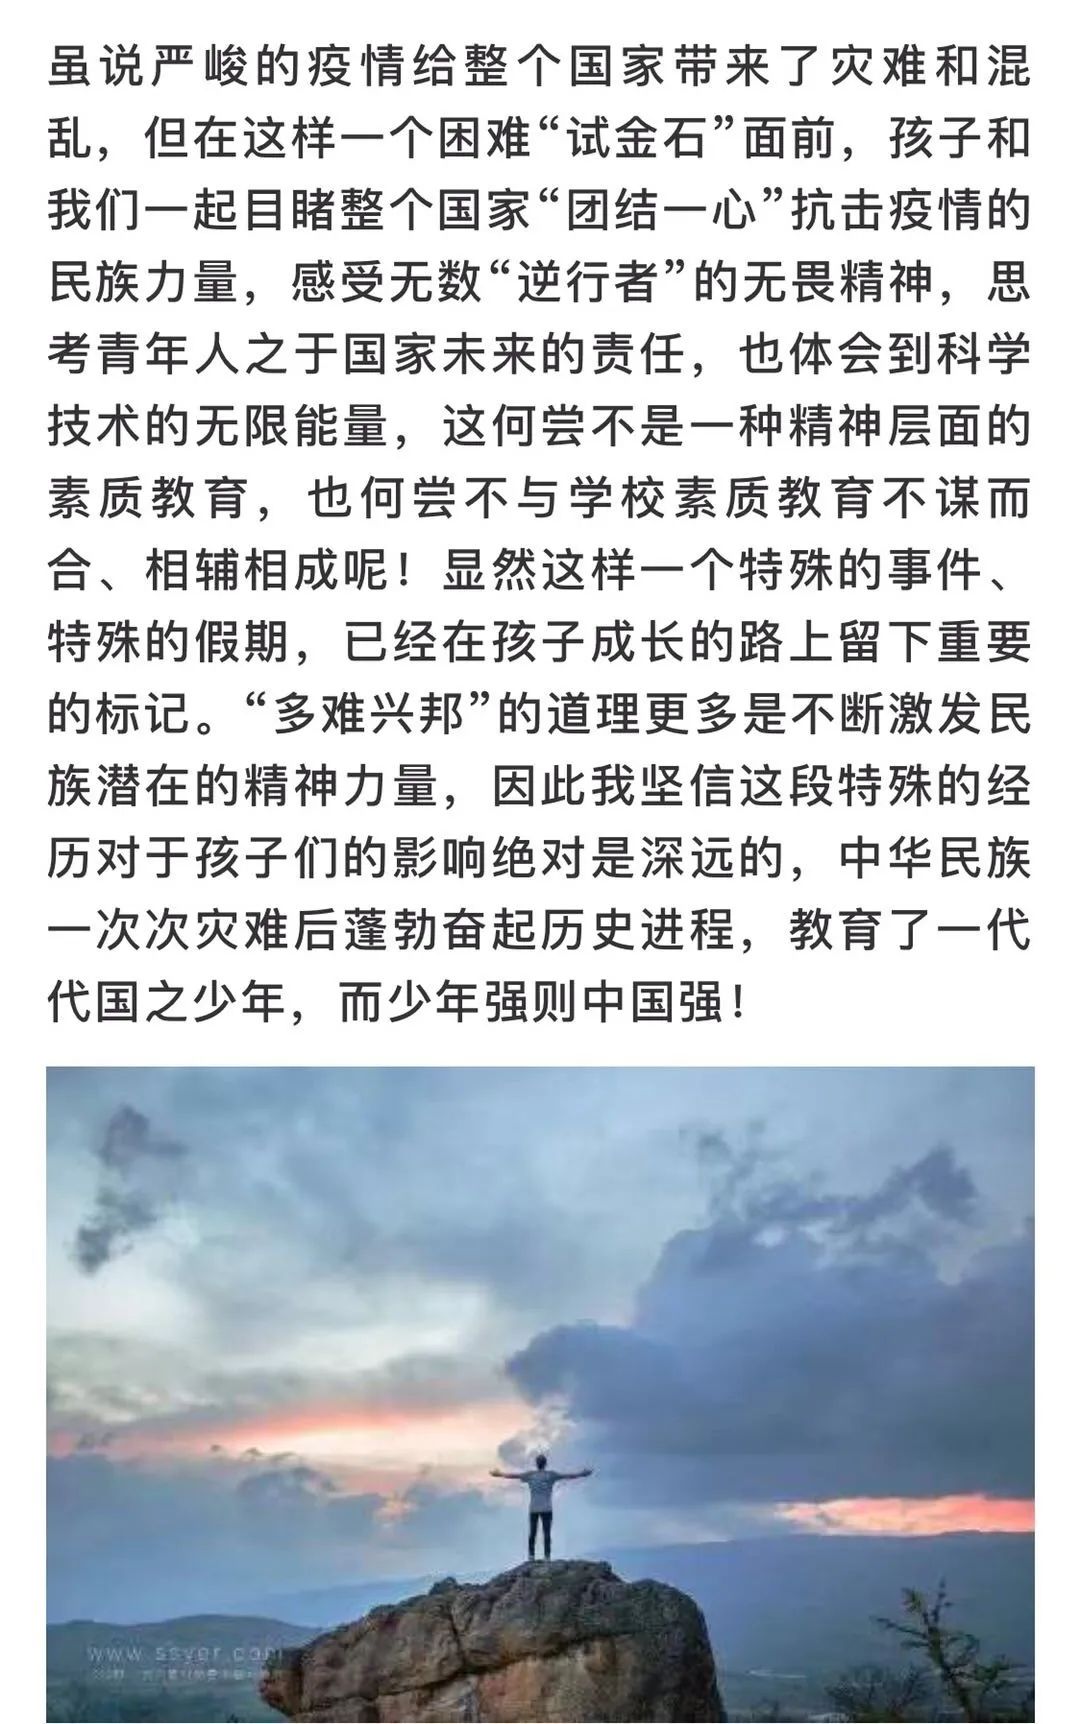 虽说严峻的疫情给整个国家带来了灾难和混
乱，但在这样一个困难“试金石”面前，孩子和
我们一起目睹整个国家“团结一心”抗击疫情的
民族力量，感受无数“逆行者”的无畏精神，思
考青年人之于国家未来的责任，也体会到科学
技术的无限能量，这何尝不是一种精神层面的
素质教育，也何尝不与学校素质教育不谋而
合、相辅相成呢！显然这样一个特殊的事件、
特殊的假期，已经在孩子成长的路上留下重要
的标记。“多难兴邦”的道理更多是不断激发民
族潜在的精神力量，因此我坚信这段特殊的经
历对于孩子们的影响绝对是深远的，中华民族
一次次灾难后蓬勃奋起历史进程，教育了一代
代国之少年，而少年强则中国强！
www.ssyer.com